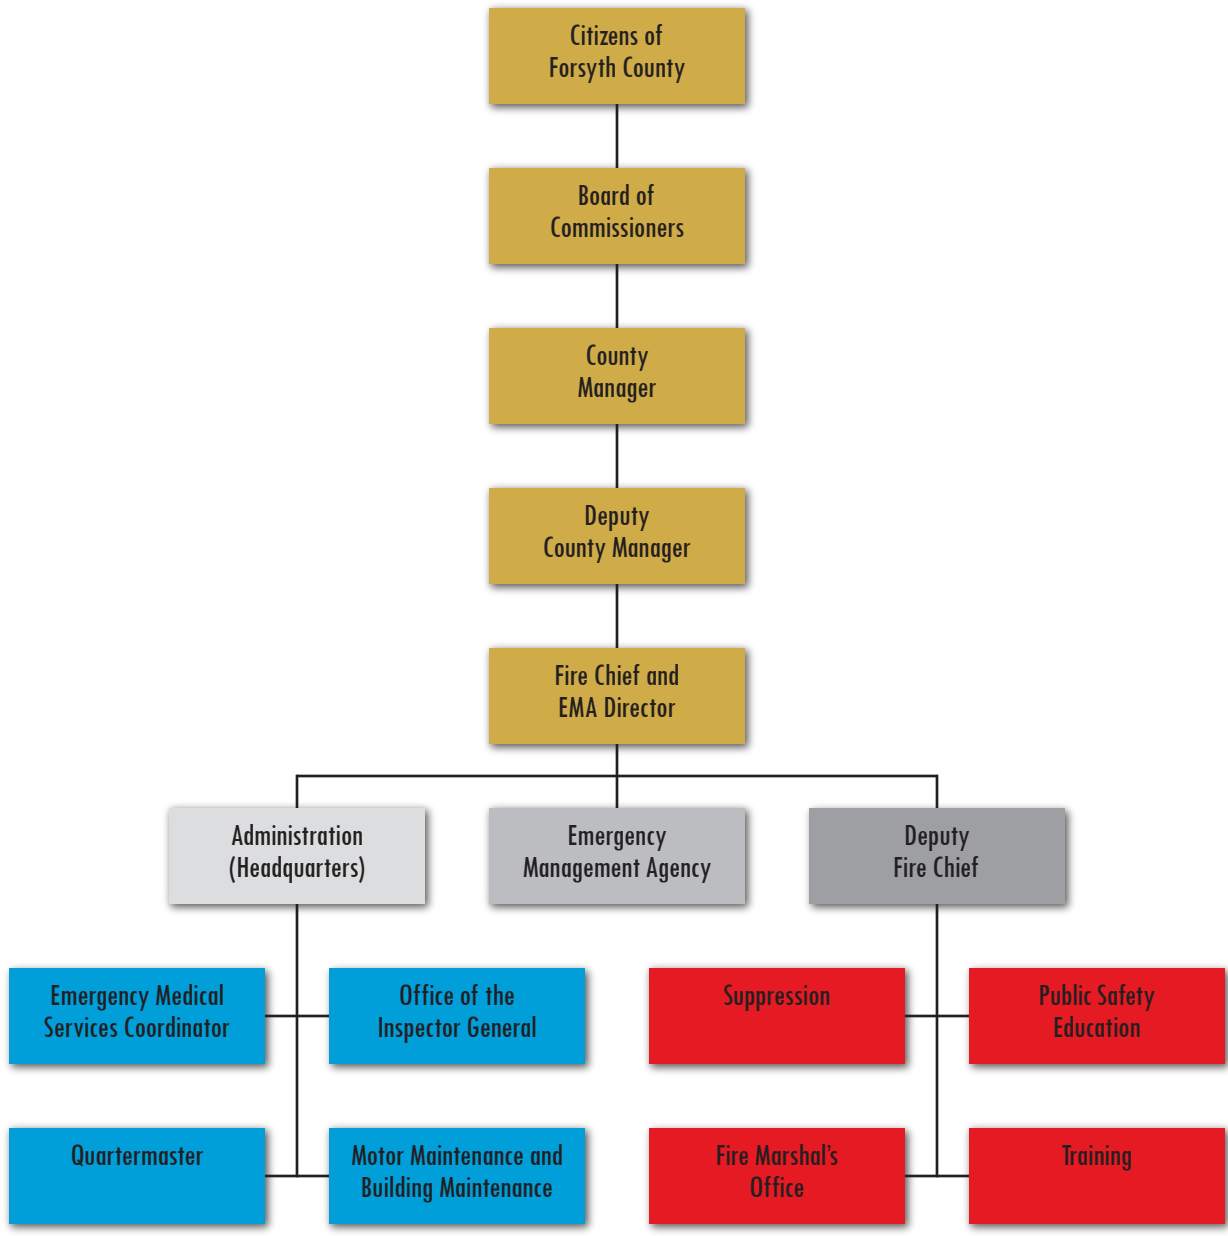 Citizens of
Forsyth County
Board of
Commissioners
County
Manager
Deputy
County Manager
Fire Chief and
EMA Director
Administration
(Headquarters)
Emergency
Management Agency
Deputy
Fire Chief
Emergency Medical
Services Coordinator
Office of the
Inspector General
Suppression
Public Safety
Education
Quartermaster
Motor Maintenance and
Building Maintenance
Fire Marshal’s
Office
Training